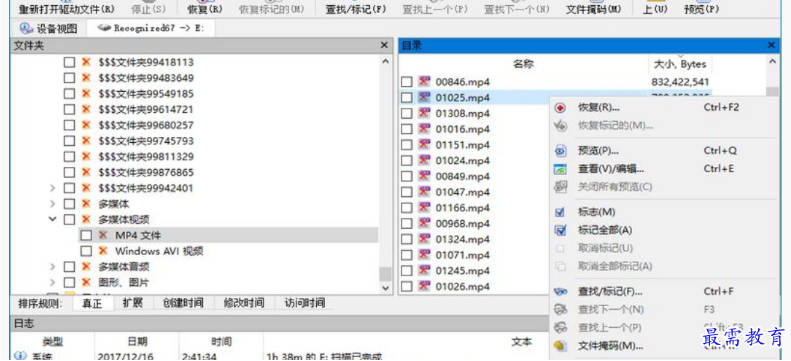 重新打开驱动文件(R) 停止(S) 恢复(R) 恢复标记的(M)... 查找/标记(F) 查找上一个(P) 查找下一个(N) 文件掩码(M) 上(U) 预览(P)
设备视图 Recognized67 -> E:
文件夹
$$$文件夹99418113
$$$文件夹99483649
$$$文件夹99549185
$$$文件夹99614721
$$$文件夹99680257
$$$文件夹99745793
$$$文件夹99811329
$$$文件夹99876865
$$$文件夹99942401
多媒体
多媒体视频
MP4 文件
Windows AVI 视频
多媒体音频
图形、图片
排序规则: 真正 扩展 创建时间 修改时间 访问时间
目录
名称 大小, Bytes
00846.mp4 832,422,541
01025.mp4
01308.mp4
01016.mp4
01151.mp4
01024.mp4
00849.mp4
01047.mp4
01166.mp4
00968.mp4
01324.mp4
01071.mp4
01245.mp4
01026.mp4
恢复(R)... Ctrl+F2
恢复标记的(M)...
预览(P)... Ctrl+Q
查看(V)/编辑... Ctrl+E
关闭所有预览(C)
标志(M)
标记全部(A)
取消标记(U)
取消全部标记(A)
查找/标记(F)... Ctrl+F
查找下一个(N) F3
查找上一个(P) Shift+F3
文件掩码(M)...
日志
类型 日期 时间 文本
系统 2017/12/16 2:41:34 1h 38m 的 E: 扫描已完成
最需教育